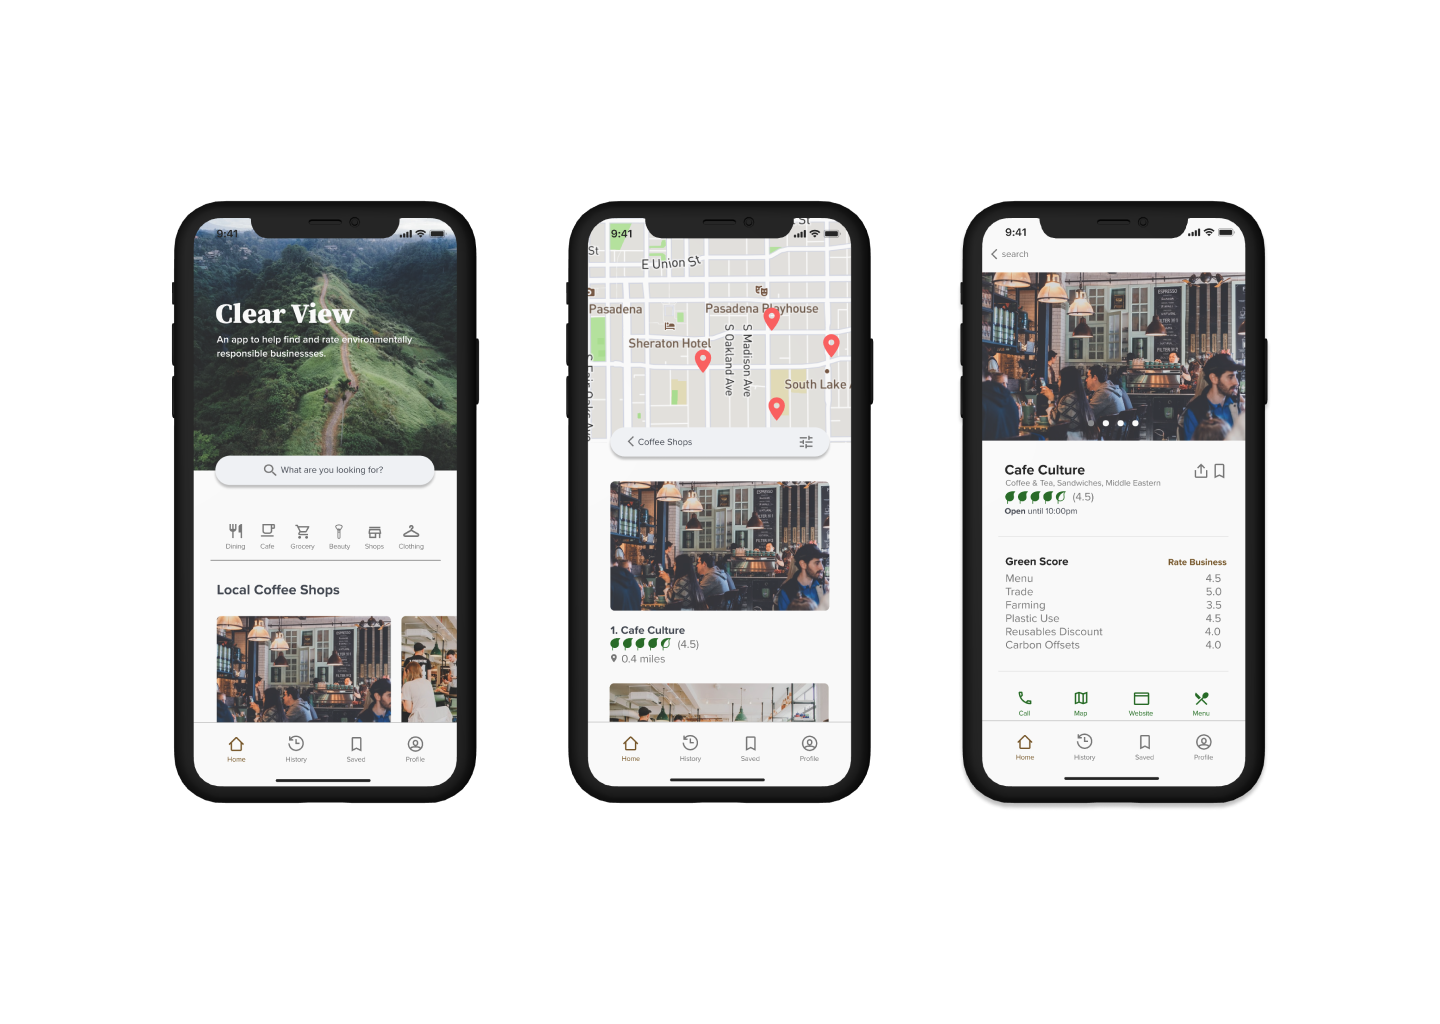 9:41
Clear View
An app to help find and rate environmentally
responsible businessses.
What are you looking for?
Dining Cafe Grocery Beauty Shops Clothing
Local Coffee Shops
Home History Saved Profile
9:41
St
St
E Union St
Pasadena
Pasadena Playhouse
Sheraton Hotel
S Oakland Ave
S Madison Ave
South Lake
S Fair Oaks Ave
Coffee Shops
ESPRESSO
1. Cafe Culture
(4.5)
0.4 miles
Home History Saved Profile
9:41
search
ESPRESSO
Cafe Culture
Coffee & Tea, Sandwiches, Middle Eastern
(4.5)
Open until 10:00pm
Green Score Rate Business
Menu 4.5
Trade 5.0
Farming 3.5
Plastic Use 4.5
Reusables Discount 4.0
Carbon Offsets 4.0
Call Map Website Menu
Home History Saved Profile